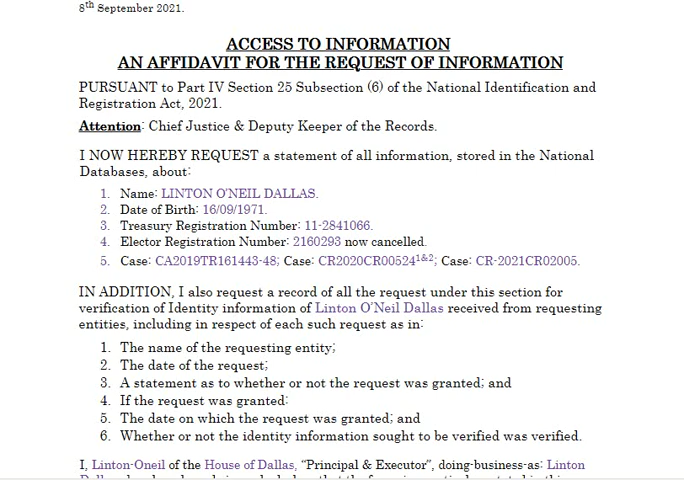 8th September 2021.
ACCESS TO INFORMATION
AN AFFIDAVIT FOR THE REQUEST OF INFORMATION
PURSUANT to Part IV Section 25 Subsection (6) of the National Identification and
Registration Act, 2021.
Attention: Chief Justice & Deputy Keeper of the Records.
I NOW HEREBY REQUEST a statement of all information, stored in the National
Databases, about:
1. Name: LINTON O'NEIL DALLAS.
2. Date of Birth: 16/09/1971.
3. Treasury Registration Number: 11-2841066.
4. Elector Registration Number: 2160293 now cancelled.
5. Case: CA2019TR161443-48; Case: CR2020CR005241&2; Case: CR-2021CR02005.
IN ADDITION, I also request a record of all the request under this section for
verification of Identity information of Linton O'Neil Dallas received from requesting
entities, including in respect of each such request as in:
1. The name of the requesting entity;
2. The date of the request;
3. A statement as to whether or not the request was granted; and
4. If the request was granted:
5. The date on which the request was granted; and
6. Whether or not the identity information sought to be verified was verified.
I, Linton-Oneil of the House of Dallas, "Principal & Executor", doing-business-as: Linton